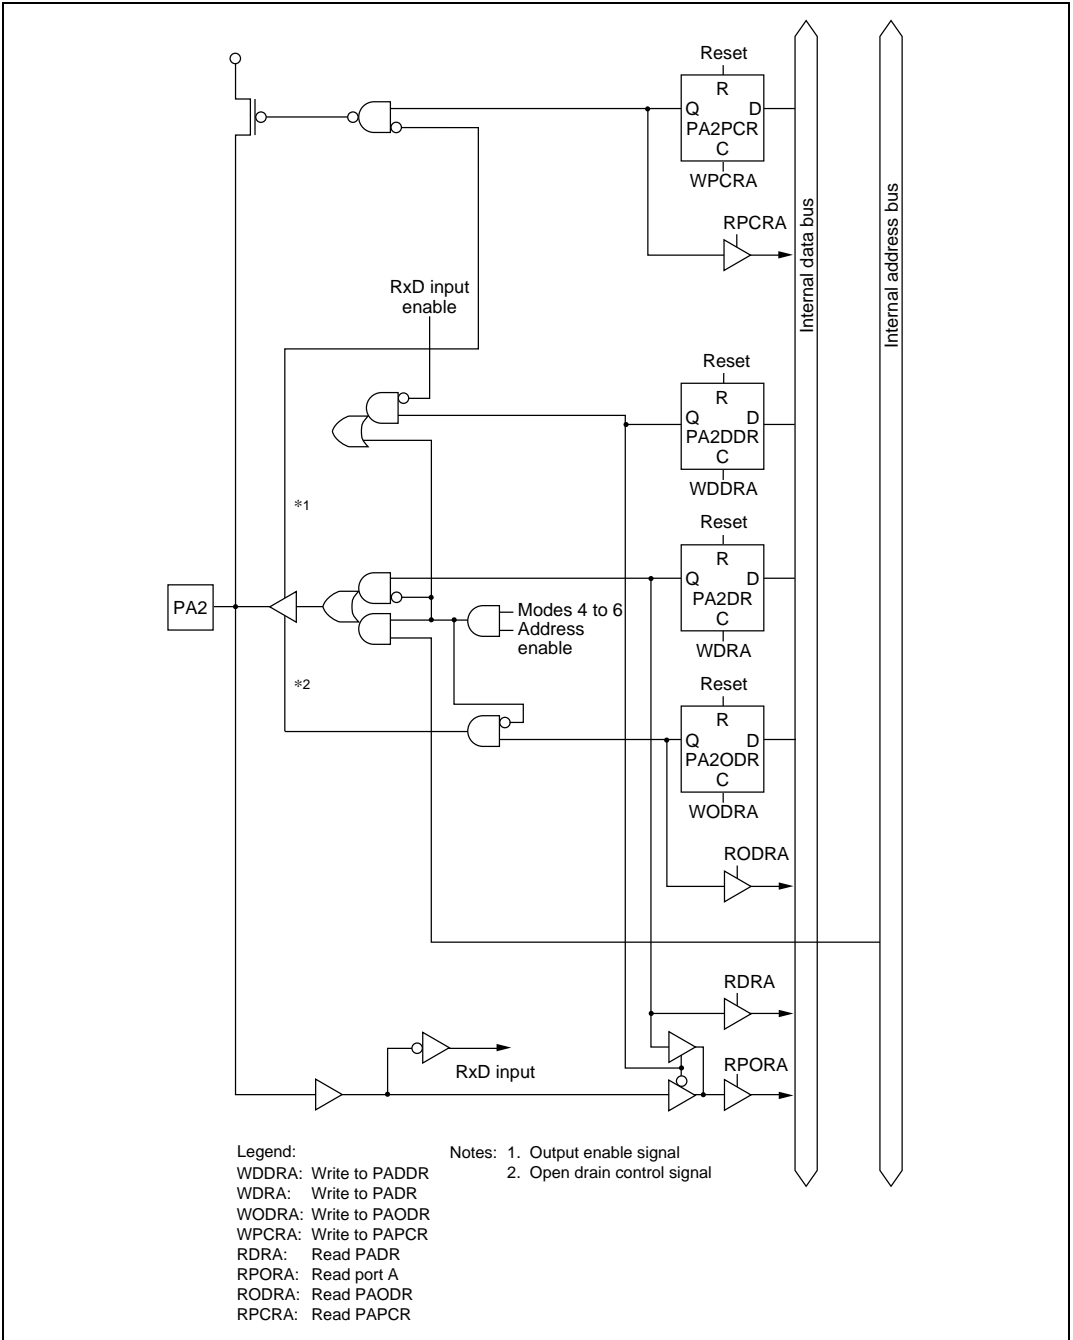 Reset
R
Q D
PA2PCR
C
WPCRA
RPCRA
Internal data bus
Internal address bus
RxD input
enable
Reset
R
Q D
PA2DDR
C
WDDRA
*1
Reset
R
Q D
PA2DR
C
WDRA
PA2
Modes 4 to 6
Address
enable
*2
Reset
R
Q D
PA2ODR
C
WODRA
RODRA
RDRA
RxD input
RPORA
Legend:
WDDRA: Write to PADDR
WDRA: Write to PADR
WODRA: Write to PAODR
WPCRA: Write to PAPCR
RDRA: Read PADR
RPORA: Read port A
RODRA: Read PAODR
RPCRA: Read PAPCR
Notes: 1. Output enable signal
2. Open drain control signal